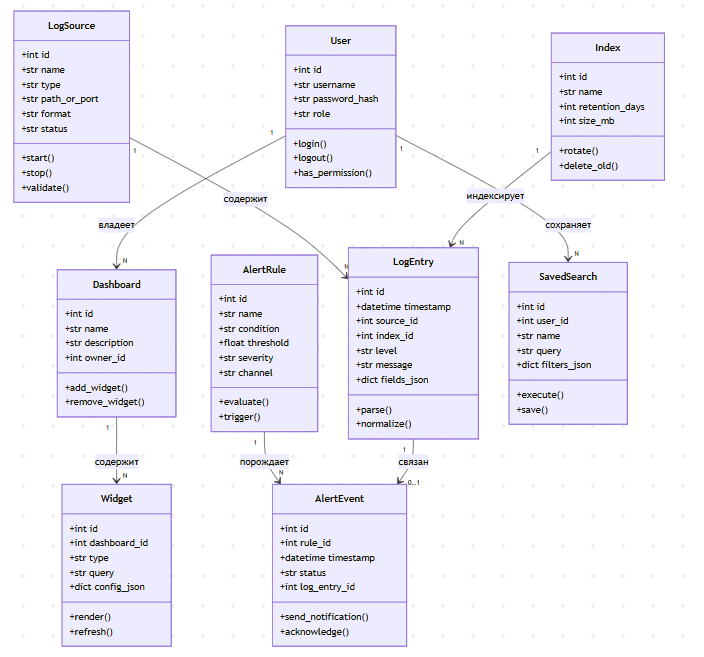 LogSource
+int id
+str name
+str type
+str path_or_port
+str format
+str status
+start()
+stop()
+validate()
User
+int id
+str username
+str password_hash
+str role
+login()
+logout()
+has_permission()
Index
+int id
+str name
+int retention_days
+int size_mb
+rotate()
+delete_old()
1
1
1
1
содержит
индексирует
владеет
сохраняет
N
N
N
N
Dashboard
+int id
+str name
+str description
+int owner_id
+add_widget()
+remove_widget()
AlertRule
+int id
+str name
+str condition
+float threshold
+str severity
+str channel
+evaluate()
+trigger()
LogEntry
+int id
+datetime timestamp
+int source_id
+int index_id
+str level
+str message
+dict fields_json
+parse()
+normalize()
SavedSearch
+int id
+int user_id
+str name
+str query
+dict filters_json
+execute()
+save()
1
1
1
содержит
порождает
связан
N
N
0..1
Widget
+int id
+int dashboard_id
+str type
+str query
+dict config_json
+render()
+refresh()
AlertEvent
+int id
+int rule_id
+datetime timestamp
+str status
+int log_entry_id
+send_notification()
+acknowledge()